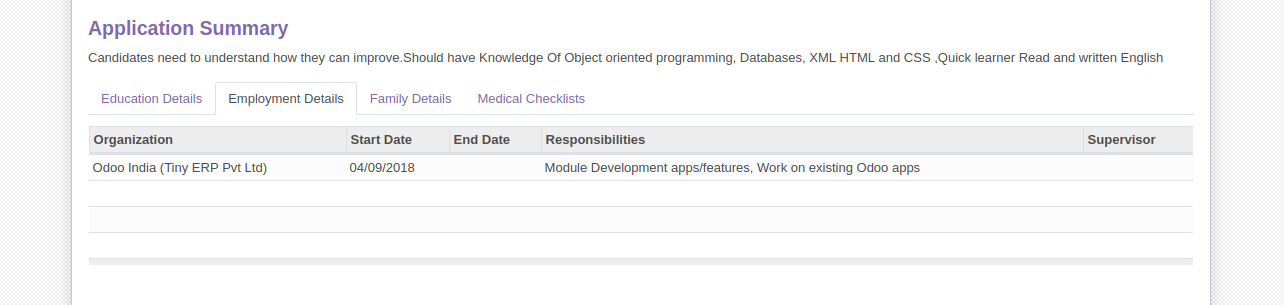 Application Summary
Candidates need to understand how they can improve.Should have Knowledge Of Object oriented programming, Databases, XML HTML and CSS ,Quick learner Read and written English
Education Details Employment Details Family Details Medical Checklists
Organization Start Date End Date Responsibilities Supervisor
Odoo India (Tiny ERP Pvt Ltd) 04/09/2018 Module Development apps/features, Work on existing Odoo apps